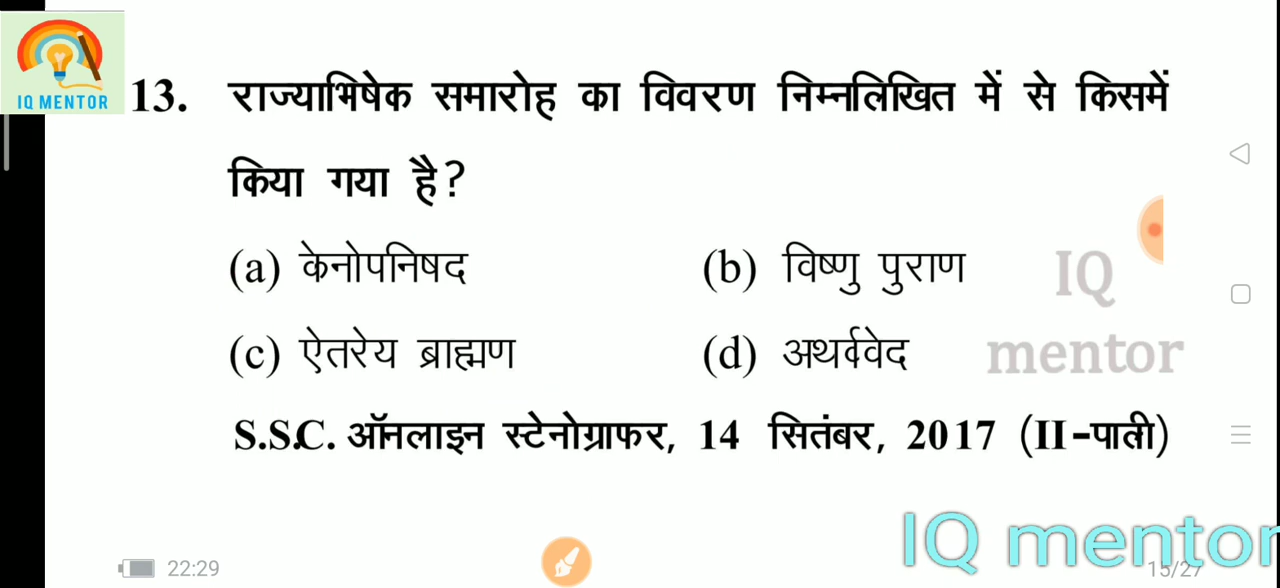 IQ MENTOR
13. राज्याभिषेक समारोह का विवरण निम्नलिखित में से किसमें
किया गया है?
(a) केनोपनिषद (b) विष्णु पुराण
IQ
(c) ऐतरेय ब्राह्मण (d) अथर्ववेद
mentor
S.S.C. ऑनलाइन स्टेनोग्राफर, 14 सितंबर, 2017 (II-पाली)
IQ mentor
22:29
15/27